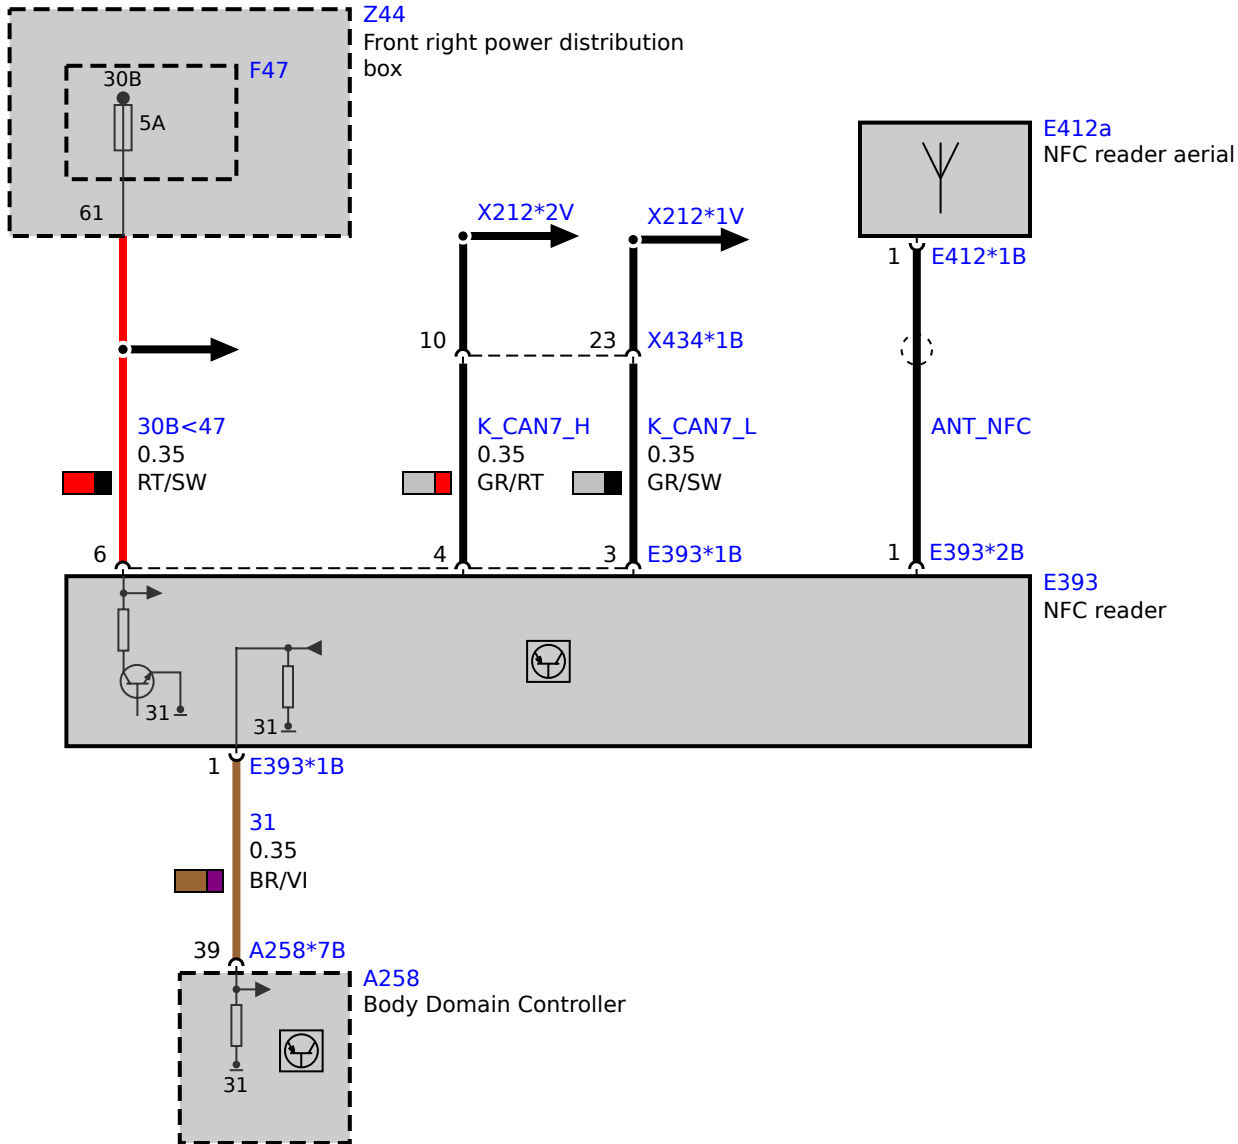 Z44
Front right power distribution
box
F47
30B
5A
61
E412a
NFC reader aerial
X212*2V
X212*1V
1
E412*1B
10
23
X434*1B
30B<47
0.35
RT/SW
K_CAN7_H
0.35
GR/RT
K_CAN7_L
0.35
GR/SW
ANT_NFC
6
4
3
E393*1B
1
E393*2B
E393
NFC reader
31
31
1
E393*1B
31
0.35
BR/VI
39
A258*7B
A258
Body Domain Controller
31